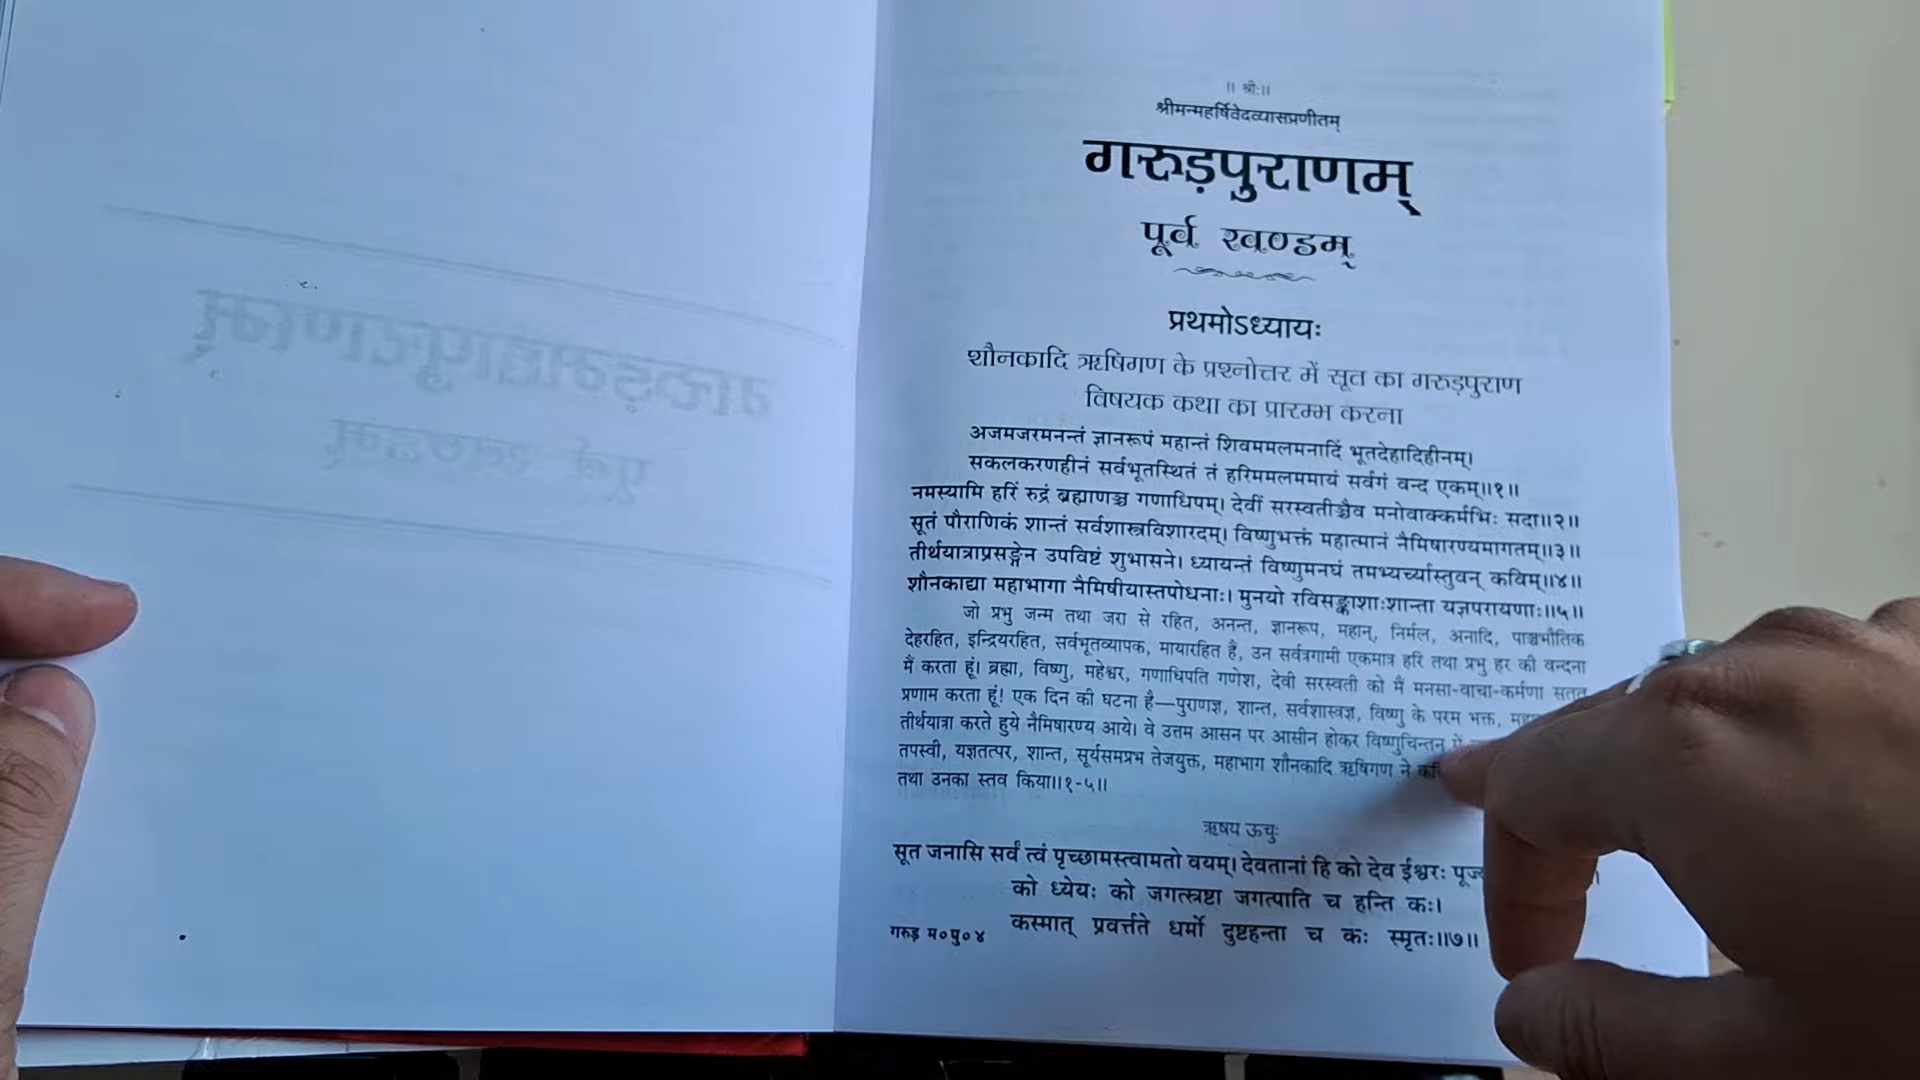 ॥ श्रीः॥
श्रीमन्महर्षिवेदव्यासप्रणीतम्
गरुड़पुराणम्
पूर्व खण्डम्
प्रथमोऽध्यायः
शौनकादि ऋषिगण के प्रश्नोत्तर में सूत का गरुड़पुराण
विषयक कथा का प्रारम्भ करना
अजमजरमनन्तं ज्ञानरूपं महान्तं शिवममलमनादिं भूतदेहादिहीनम्।
सकलकरणहीनं सर्वभूतस्थितं तं हरिममलममायं सर्वगं वन्द एकम्॥१॥
नमस्यामि हरिं रुद्रं ब्रह्माणञ्च गणाधिपम्। देवीं सरस्वतीञ्चैव मनोवाक्कर्मभिः सदा॥२॥
सूतं पौराणिकं शान्तं सर्वशास्त्रविशारदम्। विष्णुभक्तं महात्मानं नैमिषारण्यमागतम्॥३॥
तीर्थयात्राप्रसङ्गेन उपविष्टं शुभासने। ध्यायन्तं विष्णुमनघं तमभ्यर्च्यास्तुवन् कविम्॥४॥
शौनकाद्या महाभागा नैमिषीयास्तपोधनाः। मुनयो रविसङ्काशाःशान्ता यज्ञपरायणाः॥५॥
जो प्रभु जन्म तथा जरा से रहित, अनन्त, ज्ञानरूप, महान्, निर्मल, अनादि, पाञ्चभौतिक
देहरहित, इन्द्रियरहित, सर्वभूतव्यापक, मायारहित हैं, उन सर्वत्रगामी एकमात्र हरि तथा प्रभु हर की वन्दना
मैं करता हूं। ब्रह्मा, विष्णु, महेश्वर, गणाधिपति गणेश, देवी सरस्वती को मैं मनसा-वाचा-कर्मणा सतत
प्रणाम करता हूं! एक दिन की घटना है—पुराणज्ञ, शान्त, सर्वशास्त्रज्ञ, विष्णु के परम भक्त,
तीर्थयात्रा करते हुये नैमिषारण्य आये। वे उत्तम आसन पर आसीन होकर विष्णुचिन्तन में
तपस्वी, यज्ञतत्पर, शान्त, सूर्यसमप्रभ तेजयुक्त, महाभाग शौनकादि ऋषिगण ने
तथा उनका स्तव किया॥१-५॥
ऋषय ऊचुः
सूत जनासि सर्वं त्वं पृच्छामस्त्वामतो वयम्। देवतानां हि को देव ईश्वरः
को ध्येयः को जगत्स्रष्टा जगत्पाति च हन्ति कः।
कस्मात् प्रवर्त्तते धर्मो दुष्टहन्ता च कः स्मृतः॥७॥
गरुड़ म०पु०४